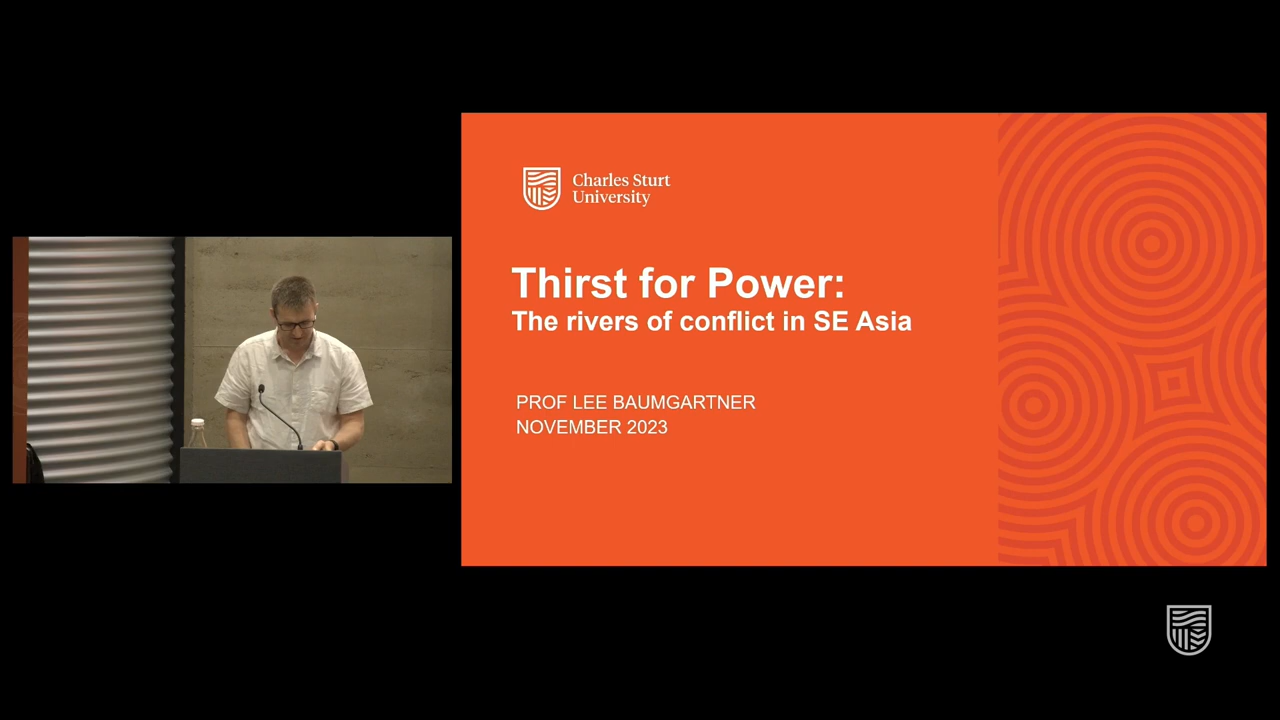 Charles Sturt
University
Thirst for Power:
The rivers of conflict in SE Asia
PROF LEE BAUMGARTNER
NOVEMBER 2023